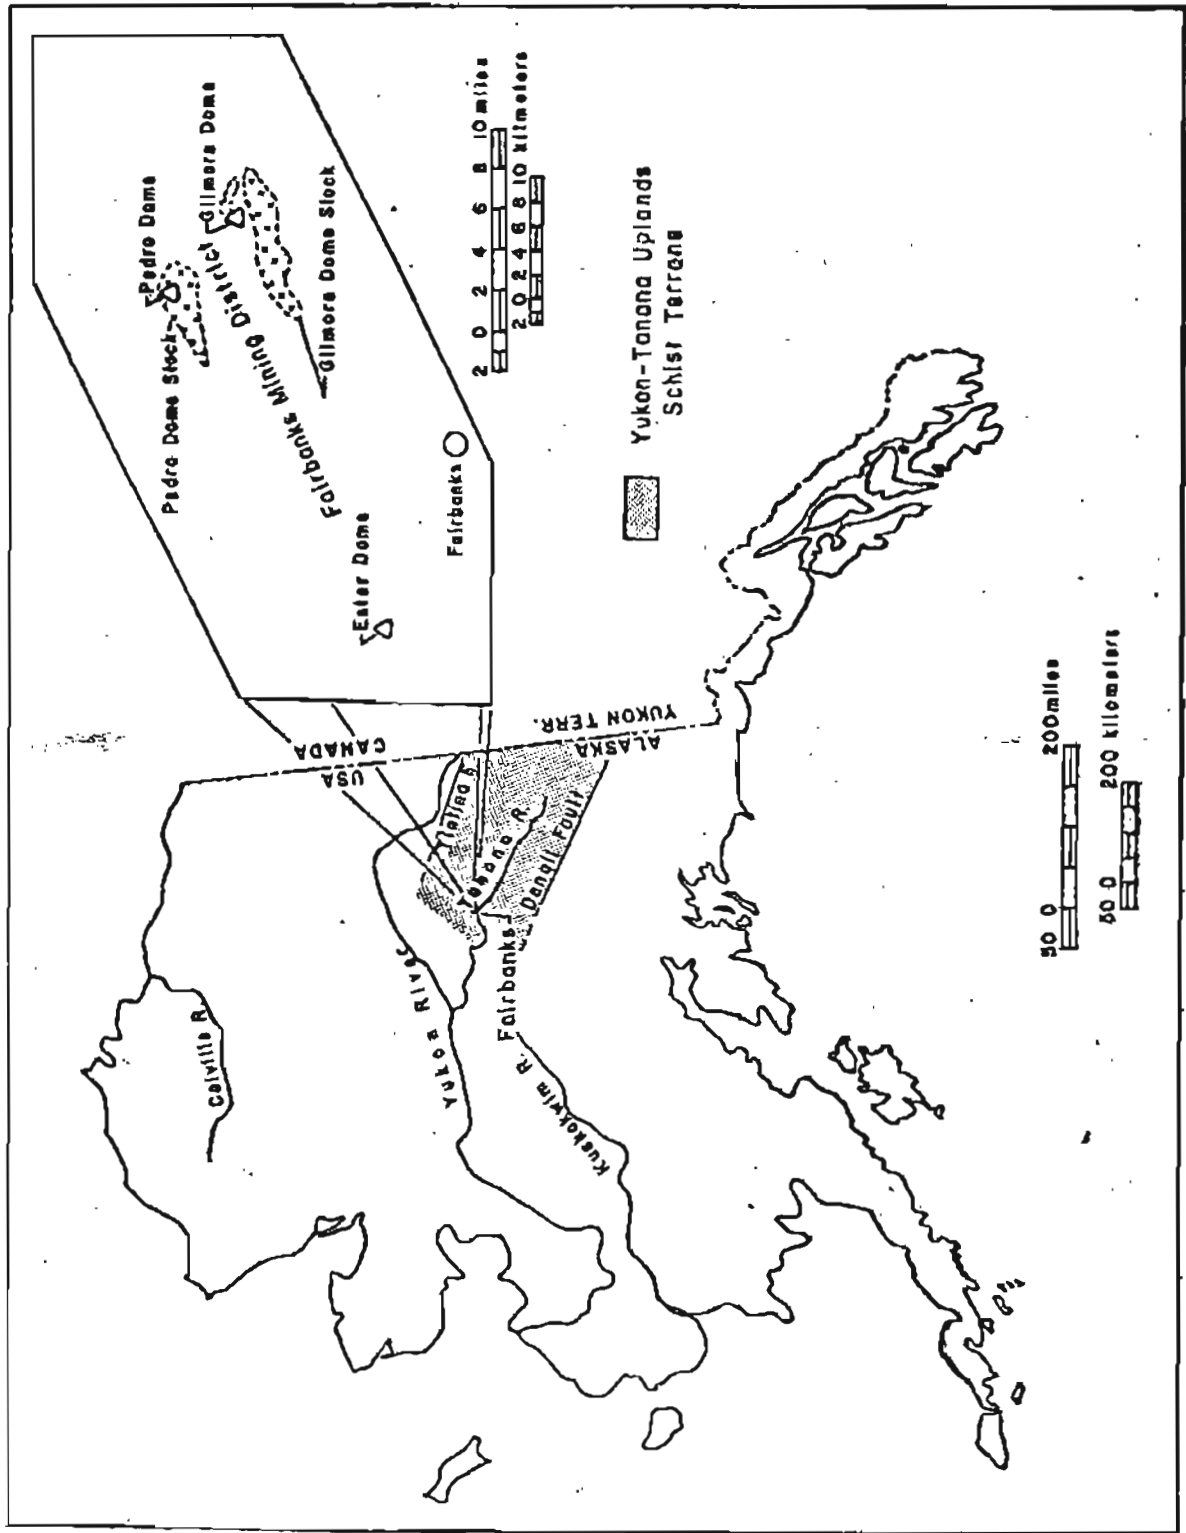 Pedro Dome
Gilmore Dome
Pedro Dome Stock
Fairbanks Mining District
Gilmore Dome Stock
Ester Dome
Fairbanks
2 0 2 4 6 8 10 miles
2 0 2 4 6 8 10 kilmeters
Yukon-Tanana Uplands
Schist Terrane
Colville R.
USA
CANADA
ALASKA
YUKON TERR.
Yukon River
Tanana R.
Denali Fault
Fairbanks
Kuskokwim R.
50 0 200 miles
50 0 200 kilometers